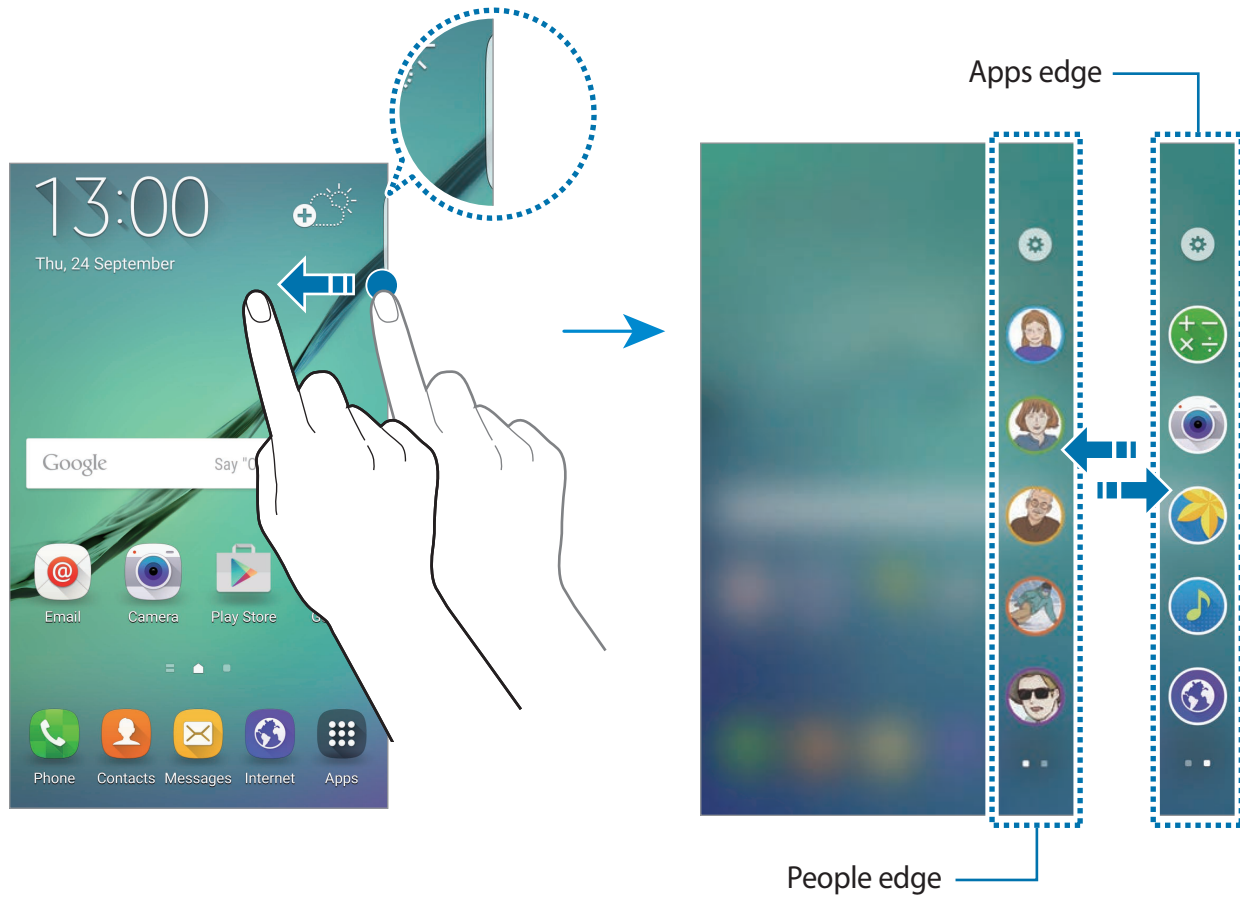 Apps edge
13:00
Thu, 24 September
Google
Say "O
Email
Camera
Play Store
Phone
Contacts
Messages
Internet
Apps
People edge